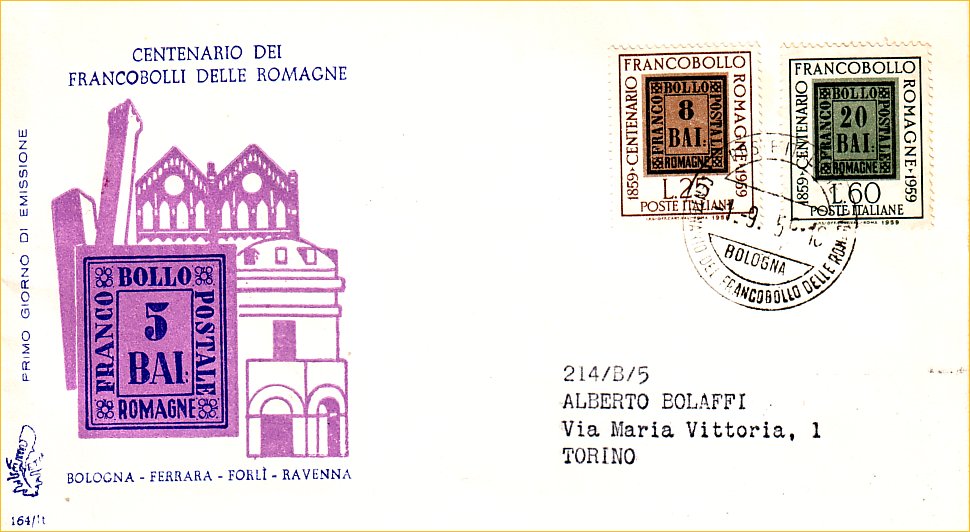 CENTENARIO DEI
FRANCOBOLLI DELLE ROMAGNE
PRIMO GIORNO DI EMISSIONE
BOLLO
FRANCO
POSTALE
5
BAI:
ROMAGNE
BOLOGNA - FERRARA - FORLÌ - RAVENNA
164/It
FRANCOBOLLO
1859•CENTENARIO
ROMAGNE•1959
BOLLO
FRANCO
POSTALE
8
BAI:
ROMAGNE
L.25
POSTE ITALIANE
1959
FRANCOBOLLO
1859•CENTENARIO
ROMAGNE•1959
BOLLO
FRANCO
POSTALE
20
BAI:
ROMAGNE
L.60
POSTE ITALIANE
1959
BOLOGNA
DEL FRANCOBOLLO DELLE
214/B/5
ALBERTO BOLAFFI
Via Maria Vittoria, 1
TORINO